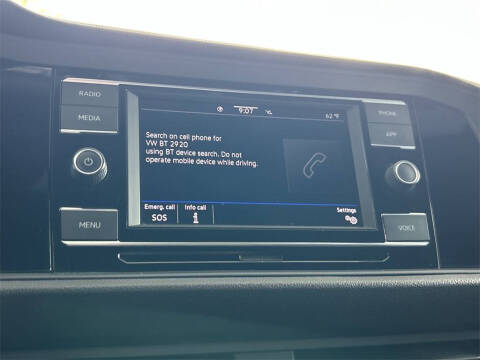 RADIO
MEDIA
MENU
9:07
62 °F
Search on cell phone for
VW BT 2920
using BT device search. Do not
operate mobile device while driving.
Emerg. call
SOS
Info call
i
Settings
PHONE
APP
VOICE